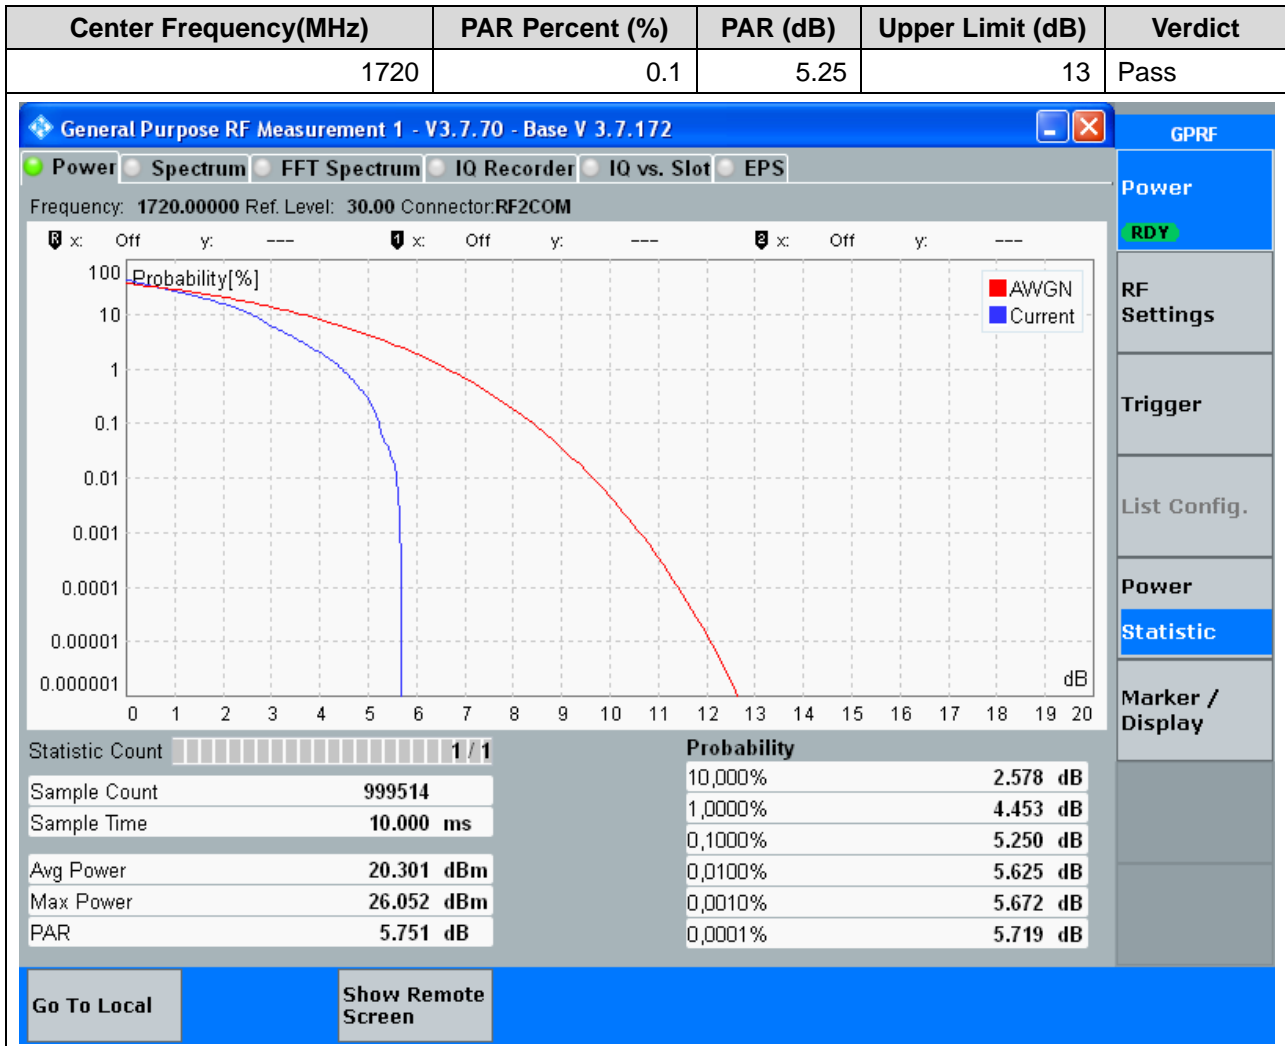 Center Frequency(MHz) PAR Percent (%) PAR (dB) Upper Limit (dB) Verdict
1720 0.1 5.25 13 Pass
General Purpose RF Measurement 1 - V3.7.70 - Base V 3.7.172
GPRF
Power Spectrum FFT Spectrum IQ Recorder IQ vs. Slot EPS
Power
RDY
Frequency: 1720.00000 Ref. Level: 30.00 Connector:RF2COM
R x: Off y: --- 1 x: Off y: --- 2 x: Off y: ---
Probability[%]
AWGN
Current
100
10
1
0.1
0.01
0.001
0.0001
0.00001
0.000001
dB
0 1 2 3 4 5 6 7 8 9 10 11 12 13 14 15 16 17 18 19 20
RF
Settings
Trigger
List Config.
Power
Statistic
Marker /
Display
Statistic Count 1 / 1
Sample Count 999514
Sample Time 10.000 ms
Avg Power 20.301 dBm
Max Power 26.052 dBm
PAR 5.751 dB
Probability
10,000% 2.578 dB
1,0000% 4.453 dB
0,1000% 5.250 dB
0,0100% 5.625 dB
0,0010% 5.672 dB
0,0001% 5.719 dB
Go To Local
Show Remote
Screen